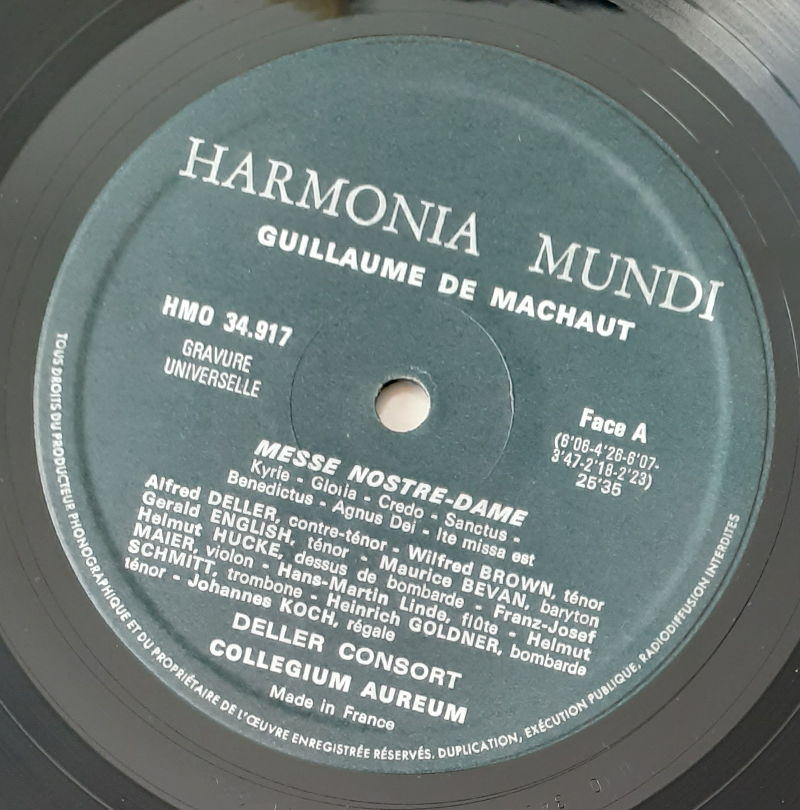 HARMONIA MUNDI
GUILLAUME DE MACHAUT
HMO 34.917
GRAVURE
UNIVERSELLE
Face A
(6'06-4'26-6'07-
3'47-2'18-2'23)
25'35
MESSE NOSTRE-DAME
Kyrie - Gloria - Credo - Sanctus -
Benedictus - Agnus Dei - Ite missa est
Alfred DELLER, contre-ténor - Wilfred BROWN, ténor
Gerald ENGLISH, ténor - Maurice BEVAN, baryton
Helmut HUCKE, dessus de bombarde - Franz-Josef
MAIER, violon - Hans-Martin Linde, flûte - Helmut
SCHMITT, trombone - Heinrich GOLDNER, bombarde
ténor - Johannes KOCH, régale
DELLER CONSORT
COLLEGIUM AUREUM
Made in France
TOUS DROITS DU PRODUCTEUR PHONOGRAPHIQUE ET DU PROPRIÉTAIRE DE L'ŒUVRE ENREGISTRÉE RÉSERVÉS. DUPLICATION, EXÉCUTION PUBLIQUE, RADIODIFFUSION INTERDITES